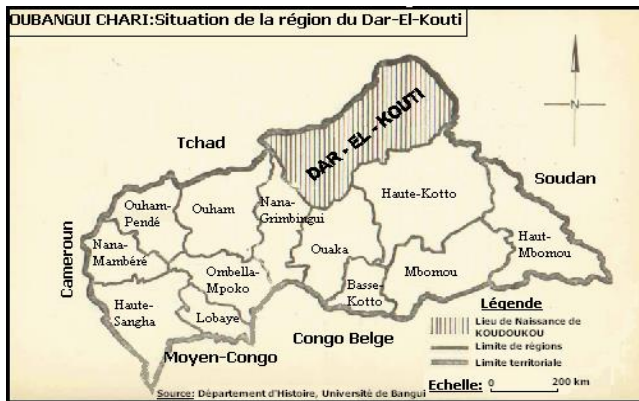 OUBANGUI CHARI:Situation de la région du Dar-El-Kouti
N
Tchad
DAR - EL - KOUTI
Soudan
Cameroun
Ouham-
Pendé
Ouham
Nana-
Grimbingui
Haute-Kotto
Nana-
Mambéré
Ouaka
Haut-
Mbomou
Ombella-
Mpoko
Basse-
Kotto
Mbomou
Haute-
Sangha
Lobaye
Congo Belge
Moyen-Congo
Légende
Lieu de Naissance de
KOUDOUKOU
Limite de régions
Limite territoriale
Echelle: 0 200 km
Source: Département d'Histoire, Université de Bangui